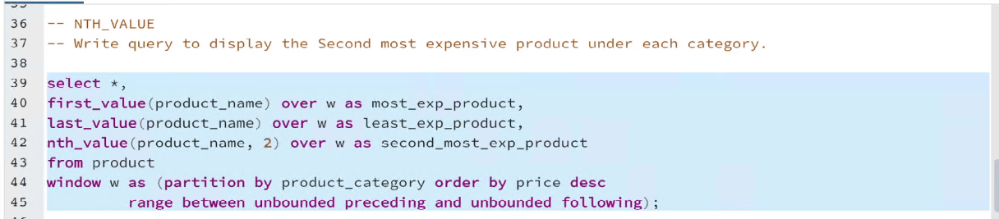 36 -- NTH_VALUE
37 -- Write query to display the Second most expensive product under each category.
38
39 select *,
40 first_value(product_name) over w as most_exp_product,
41 last_value(product_name) over w as least_exp_product,
42 nth_value(product_name, 2) over w as second_most_exp_product
43 from product
44 window w as (partition by product_category order by price desc
45 range between unbounded preceding and unbounded following);